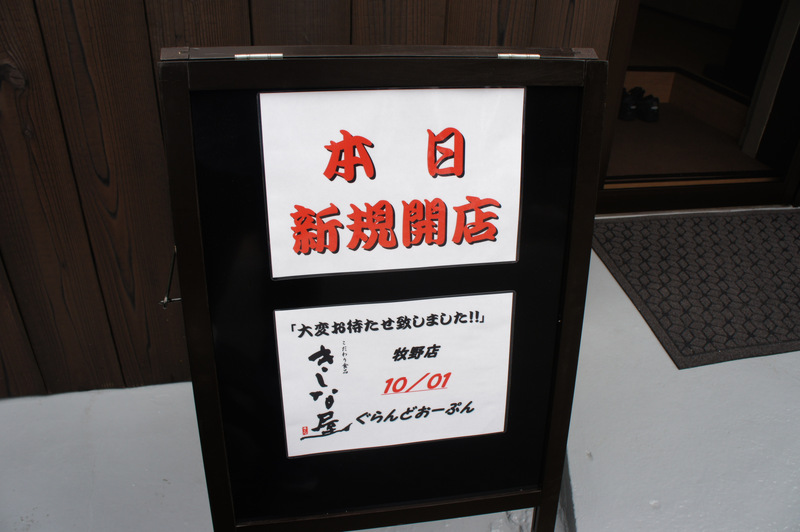 本日
新規開店
「大変お待たせ致しました!!」
こだわり食品
きしな屋
牧野店
10/01
ぐらんどおーぷん